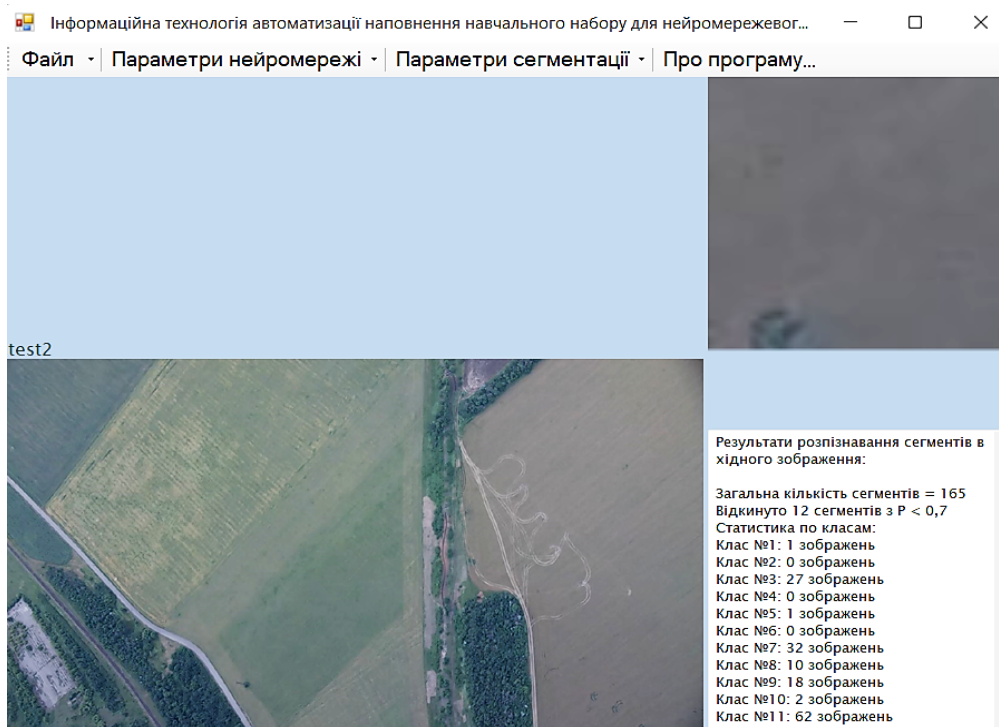 Інформаційна технологія автоматизації наповнення навчального набору для нейромережевог...
Файл Параметри нейромережі Параметри сегментації Про програму...
test2
Результати розпізнавання сегментів в
хідного зображення:
Загальна кількість сегментів = 165
Відкинуто 12 сегментів з P < 0,7
Статистика по класам:
Клас №1: 1 зображень
Клас №2: 0 зображень
Клас №3: 27 зображень
Клас №4: 0 зображень
Клас №5: 1 зображень
Клас №6: 0 зображень
Клас №7: 32 зображень
Клас №8: 10 зображень
Клас №9: 18 зображень
Клас №10: 2 зображень
Клас №11: 62 зображень